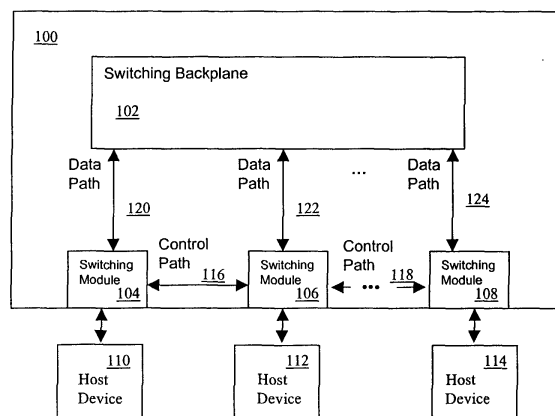 100
Switching Backplane
102
Data
Path
Data
Path
...
Data
Path
120
122
124
Control
Path
116
Control
Path
118
Switching
Module
104
Switching
Module
106
...
Switching
Module
108
110
Host
Device
112
Host
Device
114
Host
Device